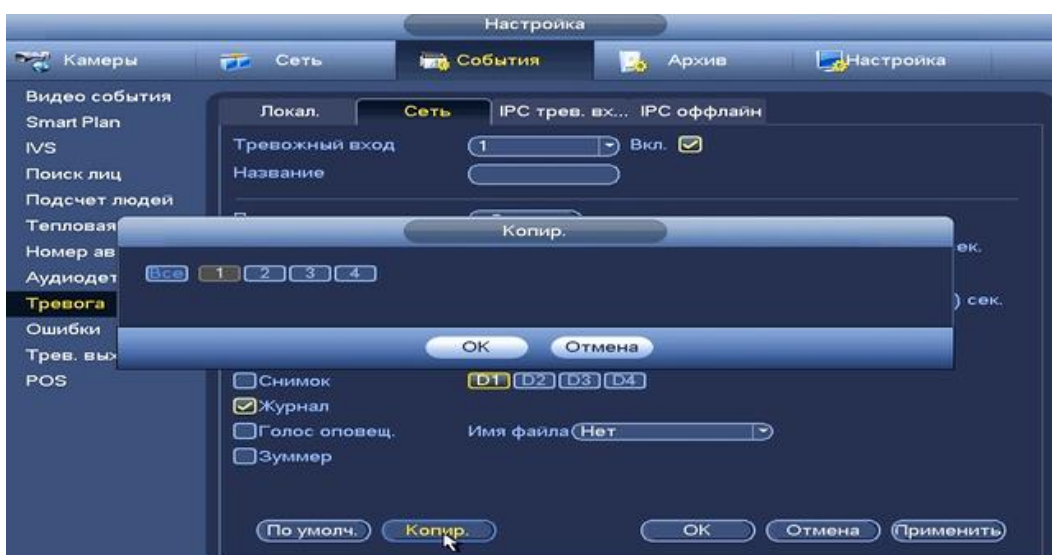 Настройка
Камеры Сеть События Архив Настройка
Видео события
Smart Plan
IVS
Поиск лиц
Подсчет людей
Тепловая
Номер ав
Аудиодет
Тревога
Ошибки
Трев. вых
POS
Локал. Сеть IPC трев. вх... IPC оффлайн
Тревожный вход 1 Вкл.
Название
Копир.
ек.
Все 1 2 3 4
) сек.
OK Отмена
Снимок D1 D2 D3 D4
Журнал
Голос оповещ. Имя файла Нет
Зуммер
По умолч. Копир. OK Отмена Применить